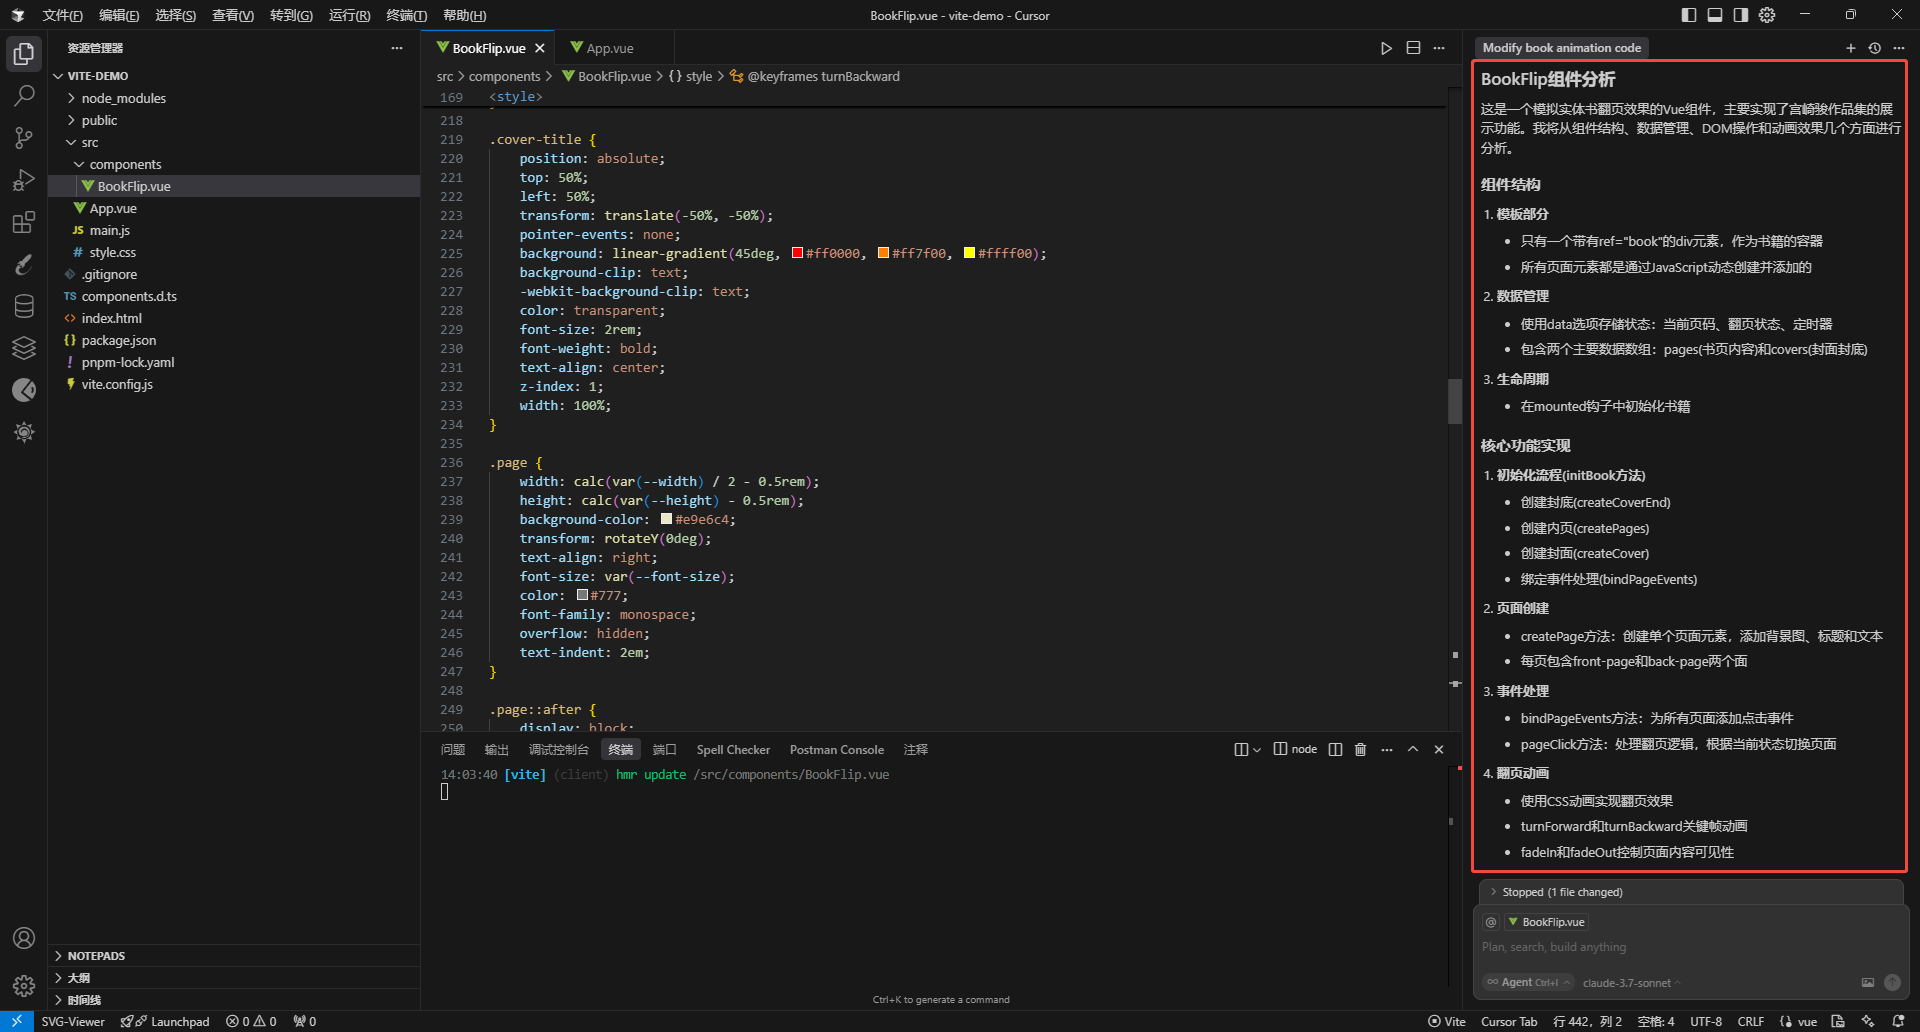 文件(F) 编辑(E) 选择(S) 查看(V) 转到(G) 运行(R) 终端(T) 帮助(H)
BookFlip.vue - vite-demo - Cursor
资源管理器
VITE-DEMO
node_modules
public
src
components
BookFlip.vue
App.vue
JS main.js
# style.css
.gitignore
TS components.d.ts
<> index.html
{} package.json
! pnpm-lock.yaml
vite.config.js
NOTEPADS
大纲
时间线
BookFlip.vue
App.vue
src > components > BookFlip.vue > {} style > @keyframes turnBackward
169 <style>
218
219 .cover-title {
220 position: absolute;
221 top: 50%;
222 left: 50%;
223 transform: translate(-50%, -50%);
224 pointer-events: none;
225 background: linear-gradient(45deg, #ff0000, #ff7f00, #ffff00);
226 background-clip: text;
227 -webkit-background-clip: text;
228 color: transparent;
229 font-size: 2rem;
230 font-weight: bold;
231 text-align: center;
232 z-index: 1;
233 width: 100%;
234 }
235
236 .page {
237 width: calc(var(--width) / 2 - 0.5rem);
238 height: calc(var(--height) - 0.5rem);
239 background-color: #e9e6c4;
240 transform: rotateY(0deg);
241 text-align: right;
242 font-size: var(--font-size);
243 color: #777;
244 font-family: monospace;
245 overflow: hidden;
246 text-indent: 2em;
247 }
248
249 .page::after {
250 display: block;
问题 输出 调试控制台 终端 端口 Spell Checker Postman Console 注释
node
14:03:40 [vite] (client) hmr update /src/components/BookFlip.vue
Ctrl+K to generate a command
Modify book animation code
BookFlip组件分析
这是一个模拟实体书翻页效果的Vue组件，主要实现了宫崎骏作品集的展
示功能。我将从组件结构、数据管理、DOM操作和动画效果几个方面进行
分析。
组件结构
1. 模板部分
• 只有一个带有ref="book"的div元素，作为书籍的容器
• 所有页面元素都是通过JavaScript动态创建并添加的
2. 数据管理
• 使用data选项存储状态：当前页码、翻页状态、定时器
• 包含两个主要数据数组：pages(书页内容)和covers(封面封底)
3. 生命周期
• 在mounted钩子中初始化书籍
核心功能实现
1. 初始化流程(initBook方法)
• 创建封底(createCoverEnd)
• 创建内页(createPages)
• 创建封面(createCover)
• 绑定事件处理(bindPageEvents)
2. 页面创建
• createPage方法：创建单个页面元素，添加背景图、标题和文本
• 每页包含front-page和back-page两个面
3. 事件处理
• bindPageEvents方法：为所有页面添加点击事件
• pageClick方法：处理翻页逻辑，根据当前状态切换页面
4. 翻页动画
• 使用CSS动画实现翻页效果
• turnForward和turnBackward关键帧动画
• fadeIn和fadeOut控制页面内容可见性
Stopped (1 file changed)
@ BookFlip.vue
Plan, search, build anything
∞ Agent Ctrl+I claude-3.7-sonnet
SVG-Viewer Launchpad 0 0 0
Vite Cursor Tab 行 442，列 2 空格: 4 UTF-8 CRLF vue